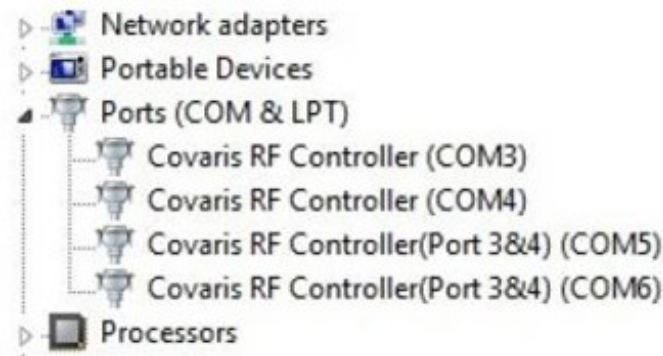 Network adapters
Portable Devices
Ports (COM & LPT)
Covaris RF Controller (COM3)
Covaris RF Controller (COM4)
Covaris RF Controller(Port 3&4) (COM5)
Covaris RF Controller(Port 3&4) (COM6)
Processors